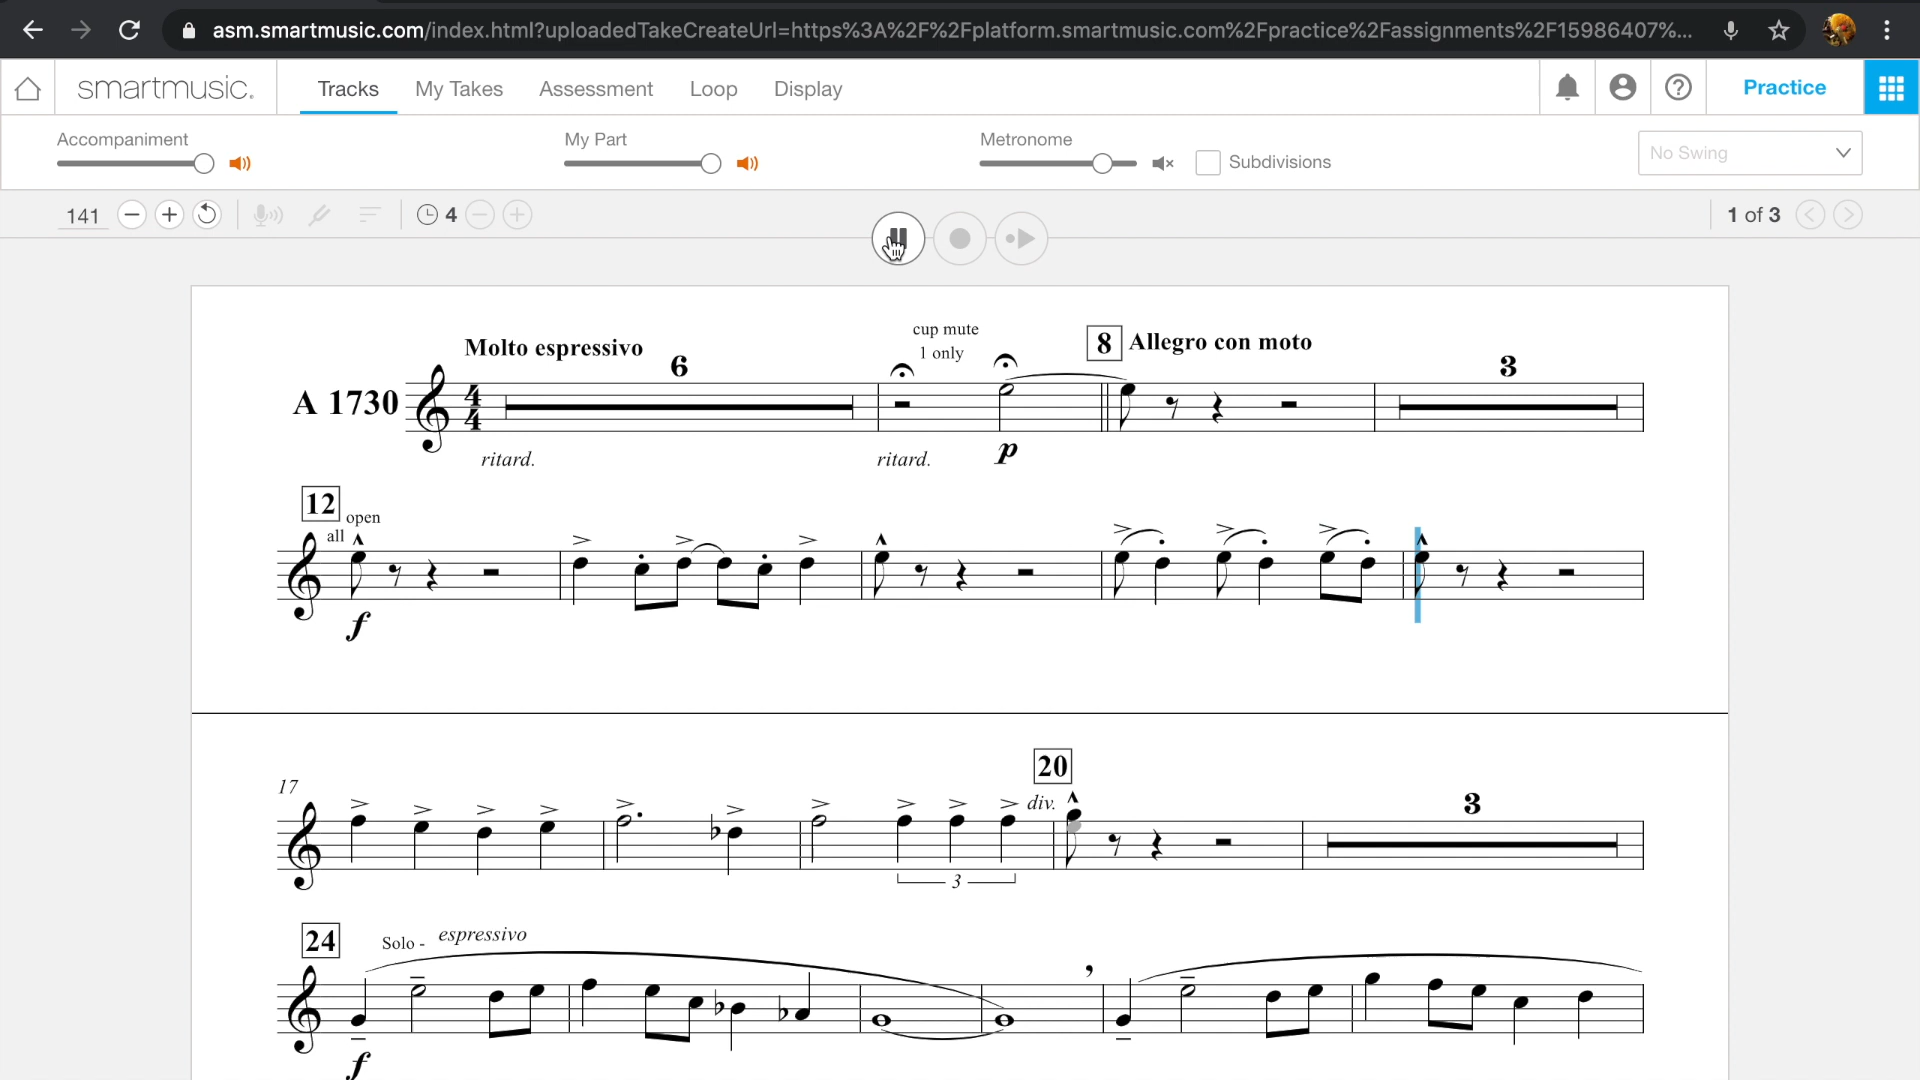 asm.smartmusic.com/index.html?uploadedTakeCreateUrl=https%3A%2F%2Fplatform.smartmusic.com%2Fpractice%2Fassignments%2F15986407%...
smartmusic. Tracks My Takes Assessment Loop Display Practice
Accompaniment My Part Metronome
Subdivisions No Swing
141 4 1 of 3
cup mute
1 only
Molto espressivo 8 Allegro con moto
6 3
A 1730 4/4
ritard. ritard. p
12 open
all
f
20
17 div. 3
3
24 Solo - espressivo
f